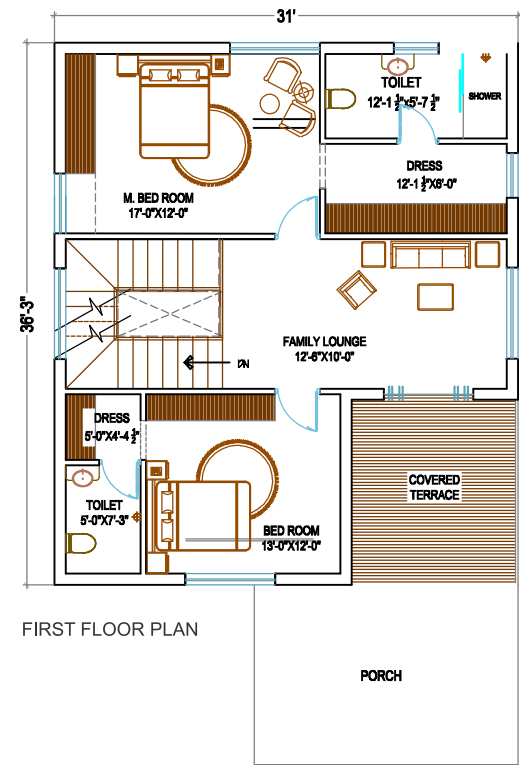 31'
TOILET
12'-1 ½"x5'-7 ½"
SHOWER
DRESS
12'-1 ½"X6'-0"
M. BED ROOM
17'-0"X12'-0"
36'-3"
FAMILY LOUNGE
12'-6"X10'-0"
DN
DRESS
5'-0"X4'-4 ½"
COVERED
TERRACE
TOILET
5'-0"X7'-3"
BED ROOM
13'-0"X12'-0"
FIRST FLOOR PLAN
PORCH